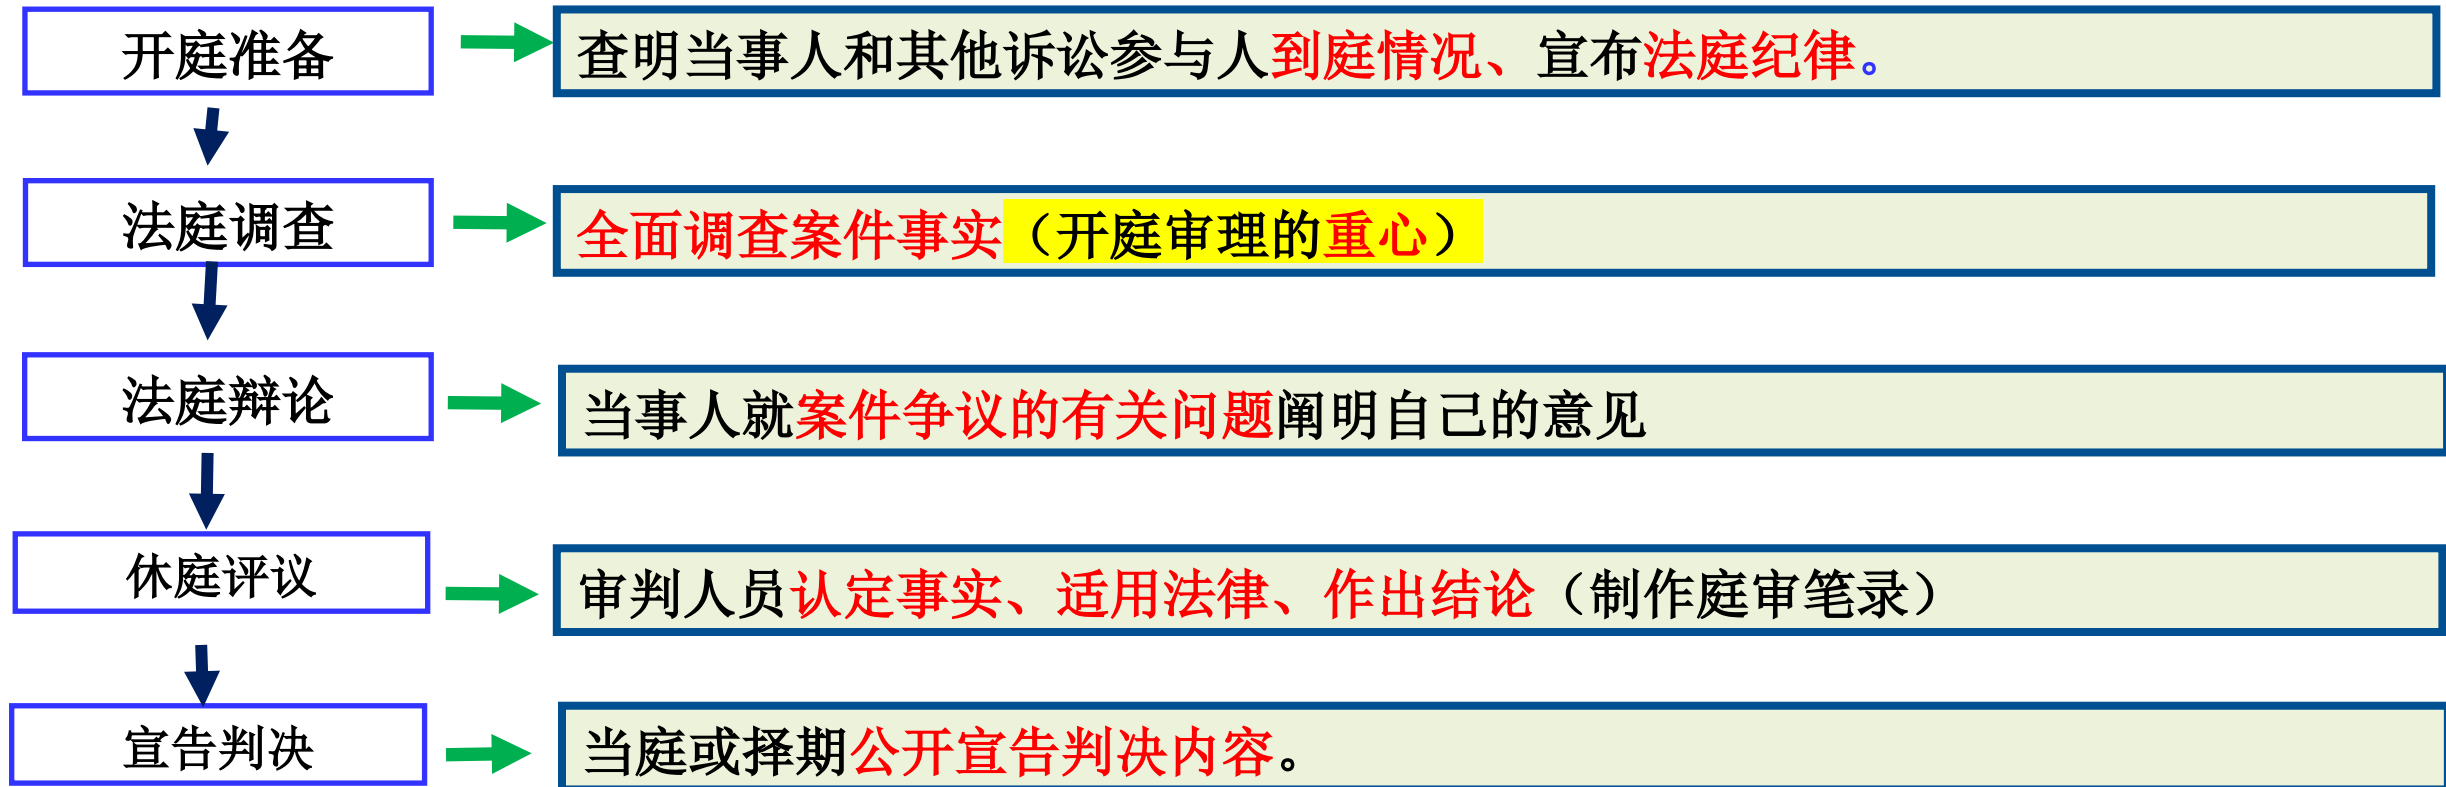 开庭准备
查明当事人和其他诉讼参与人到庭情况、宣布法庭纪律。
法庭调查
全面调查案件事实（开庭审理的重心）
法庭辩论
当事人就案件争议的有关问题阐明自己的意见
休庭评议
审判人员认定事实、适用法律、作出结论（制作庭审笔录）
宣告判决
当庭或择期公开宣告判决内容。